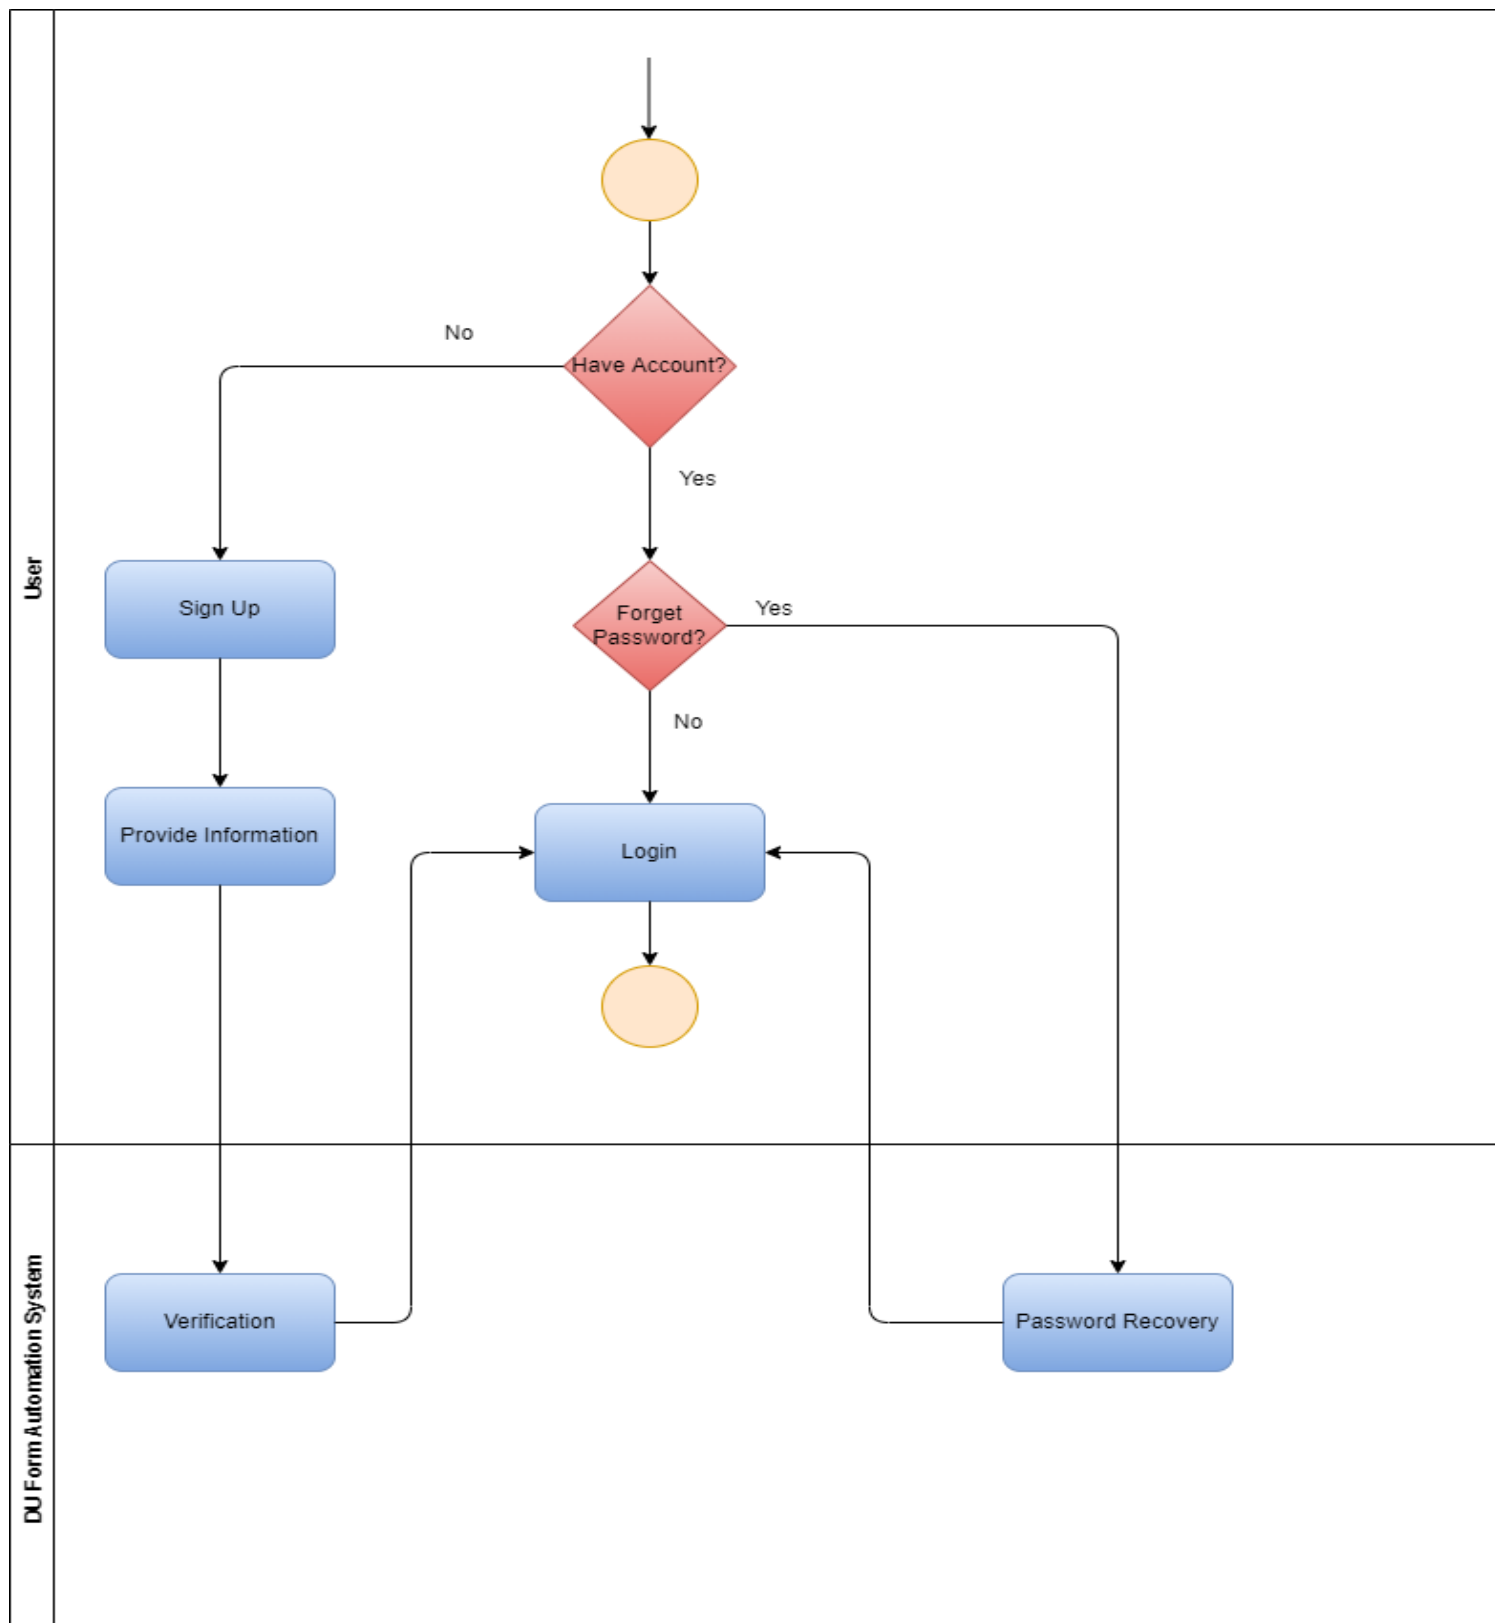 User
No
Have Account?
Yes
Sign Up
Forget
Password?
Yes
No
Provide Information
Login
DU Form Automation System
Verification
Password Recovery